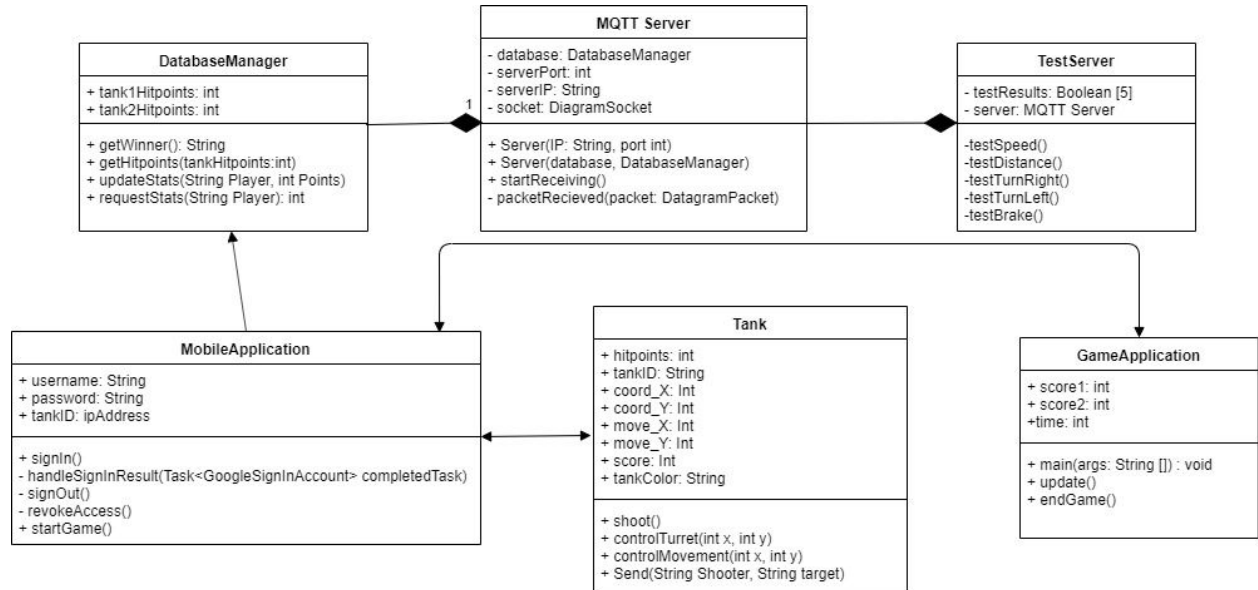 DatabaseManager
+ tank1Hitpoints: int
+ tank2Hitpoints: int
+ getWinner(): String
+ getHitpoints(tankHitpoints:int)
+ updateStats(String Player, int Points)
+ requestStats(String Player): int
1
MQTT Server
- database: DatabaseManager
- serverPort: int
- serverIP: String
- socket: DiagramSocket
+ Server(IP: String, port int)
+ Server(database, DatabaseManager)
+ startReceiving()
- packetRecieved(packet: DatagramPacket)
TestServer
- testResults: Boolean [5]
- server: MQTT Server
-testSpeed()
-testDistance()
-testTurnRight()
-testTurnLeft()
-testBrake()
MobileApplication
+ username: String
+ password: String
+ tankID: ipAddress
+ signIn()
- handleSignInResult(Task<GoogleSignInAccount> completedTask)
- signOut()
- revokeAccess()
+ startGame()
Tank
+ hitpoints: int
+ tankID: String
+ coord_X: Int
+ coord_Y: Int
+ move_X: Int
+ move_Y: Int
+ score: Int
+ tankColor: String
+ shoot()
+ controlTurret(int x, int y)
+ controlMovement(int x, int y)
+ Send(String Shooter, String target)
GameApplication
+ score1: int
+ score2: int
+time: int
+ main(args: String []) : void
+ update()
+ endGame()